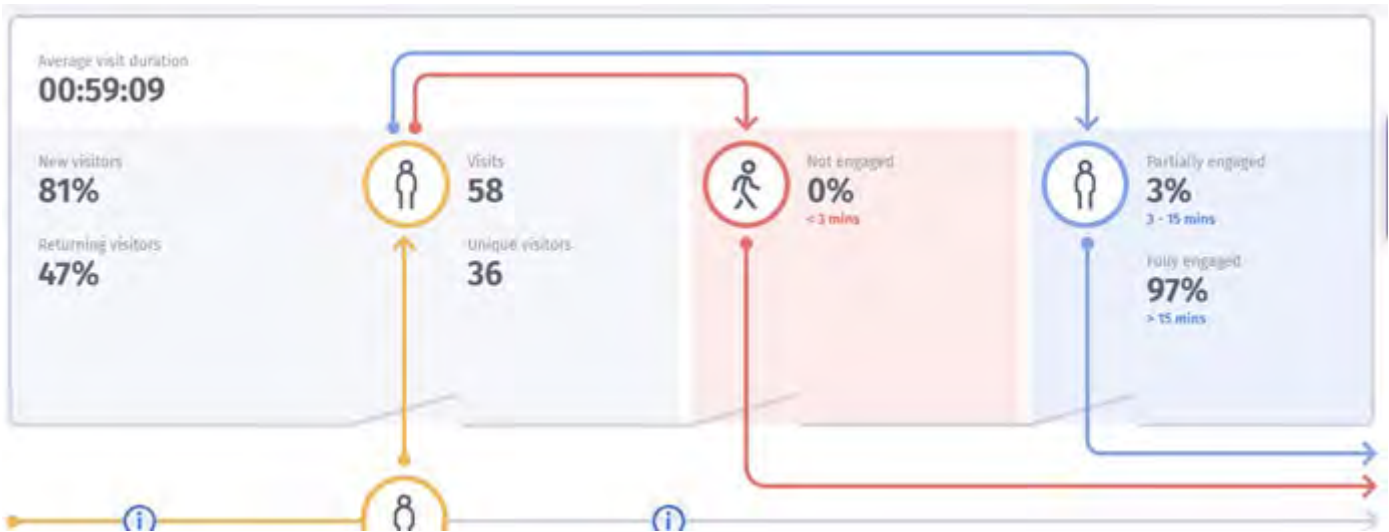 Average visit duration
00:59:09
New visitors
81%
Returning visitors
47%
Visits
58
Unique visitors
36
Not engaged
0%
< 3 mins
Partially engaged
3%
3 - 15 mins
Fully engaged
97%
> 15 mins
i
i